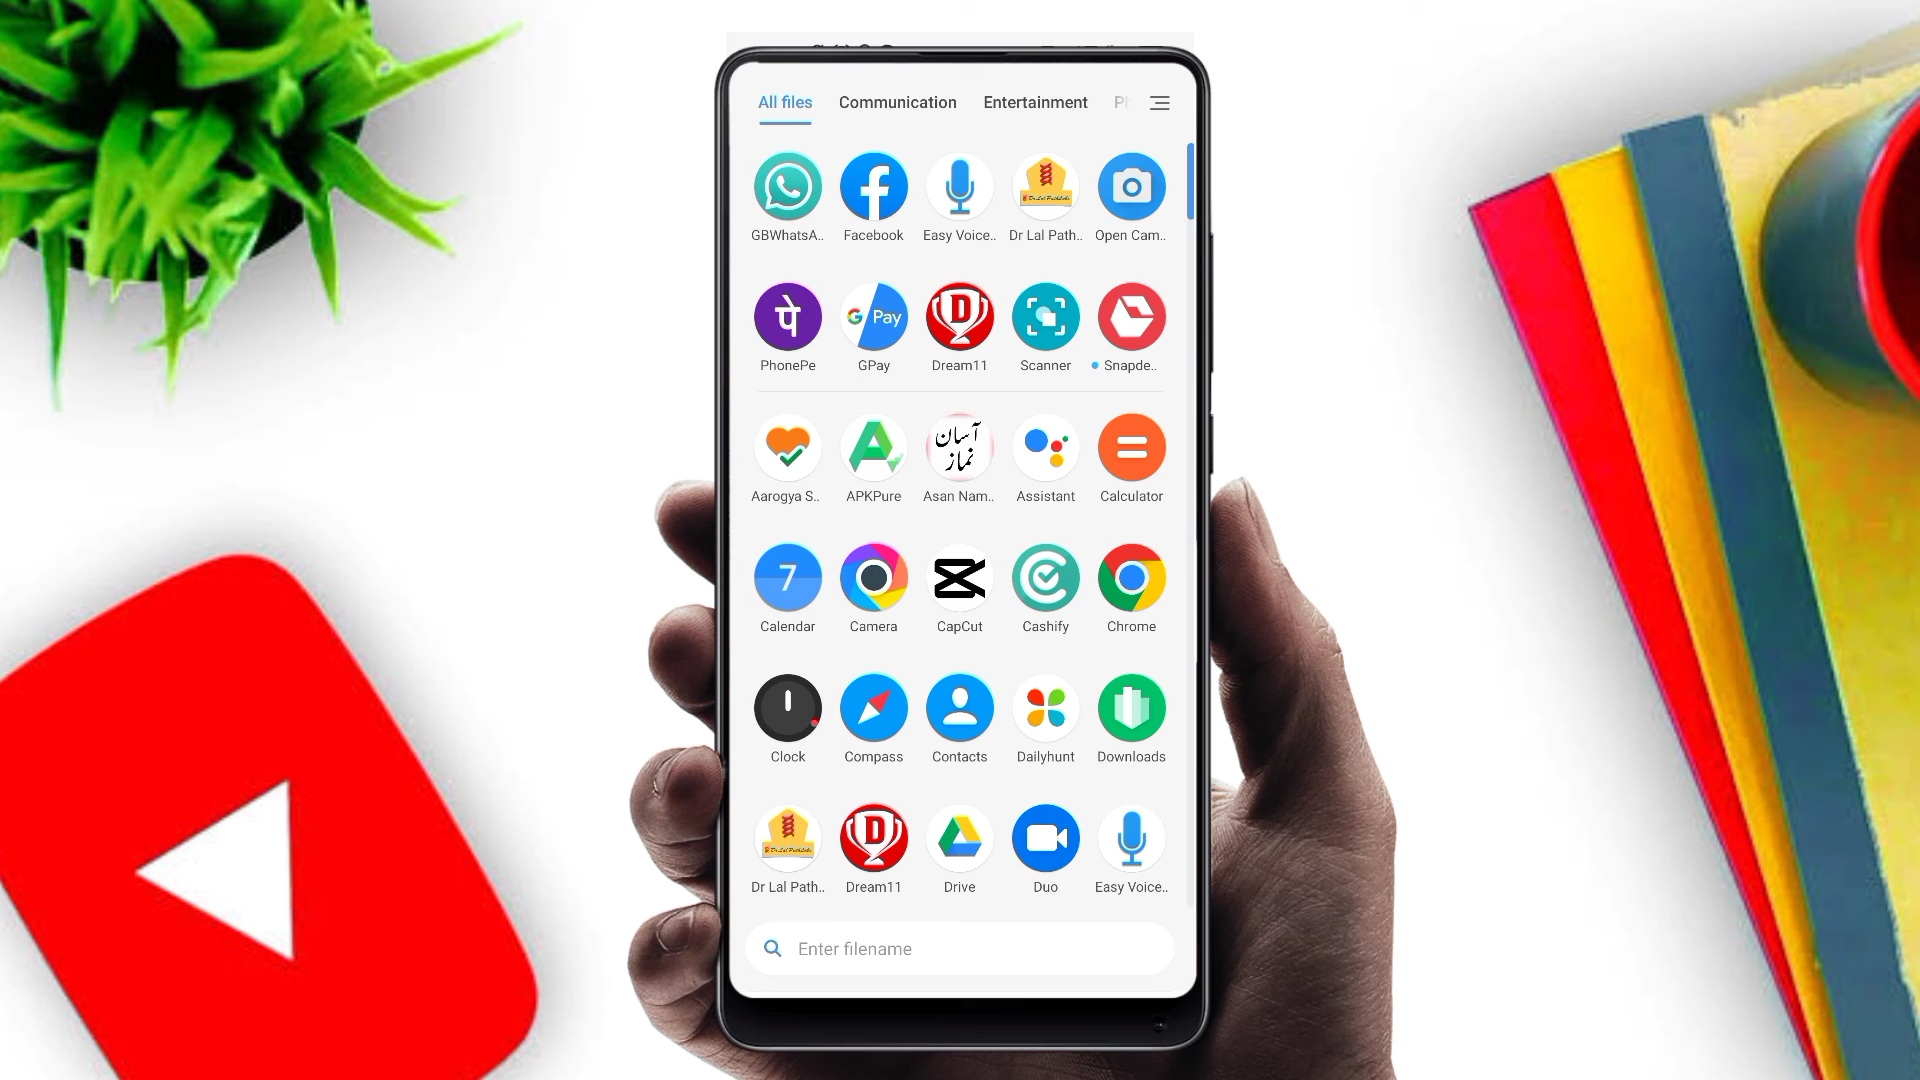 All files Communication Entertainment Ph
GBWhatsA.. Facebook Easy Voice.. Dr Lal Path.. Open Cam..
पे G Pay D
PhonePe GPay Dream11 Scanner Snapde..
آسان
نماز
Aarogya S.. APKPure Asan Nam.. Assistant Calculator
7
Calendar Camera CapCut Cashify Chrome
Clock Compass Contacts Dailyhunt Downloads
D
Dr Lal Path.. Dream11 Drive Duo Easy Voice..
Enter filename